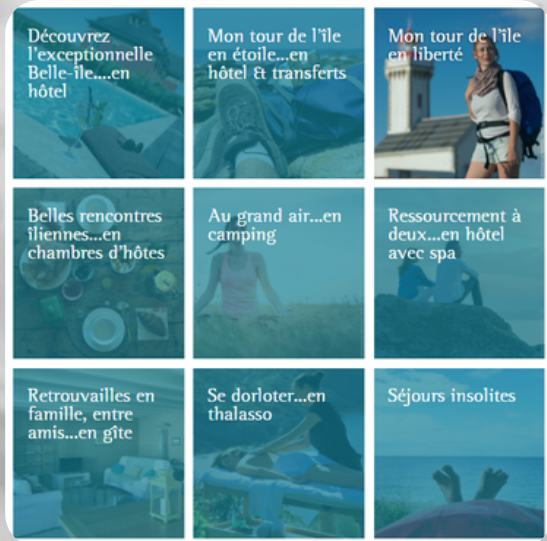 Découvrez
l'exceptionnelle
Belle-île....en
hôtel
Mon tour de l'île
en étoile...en
hôtel & transferts
Mon tour de l'île
en liberté
Belles rencontres
îliennes...en
chambres d'hôtes
Au grand air...en
camping
Ressourcement à
deux...en hôtel
avec spa
Retrouvailles en
famille, entre
amis...en gîte
Se dorloter...en
thalasso
Séjours insolites